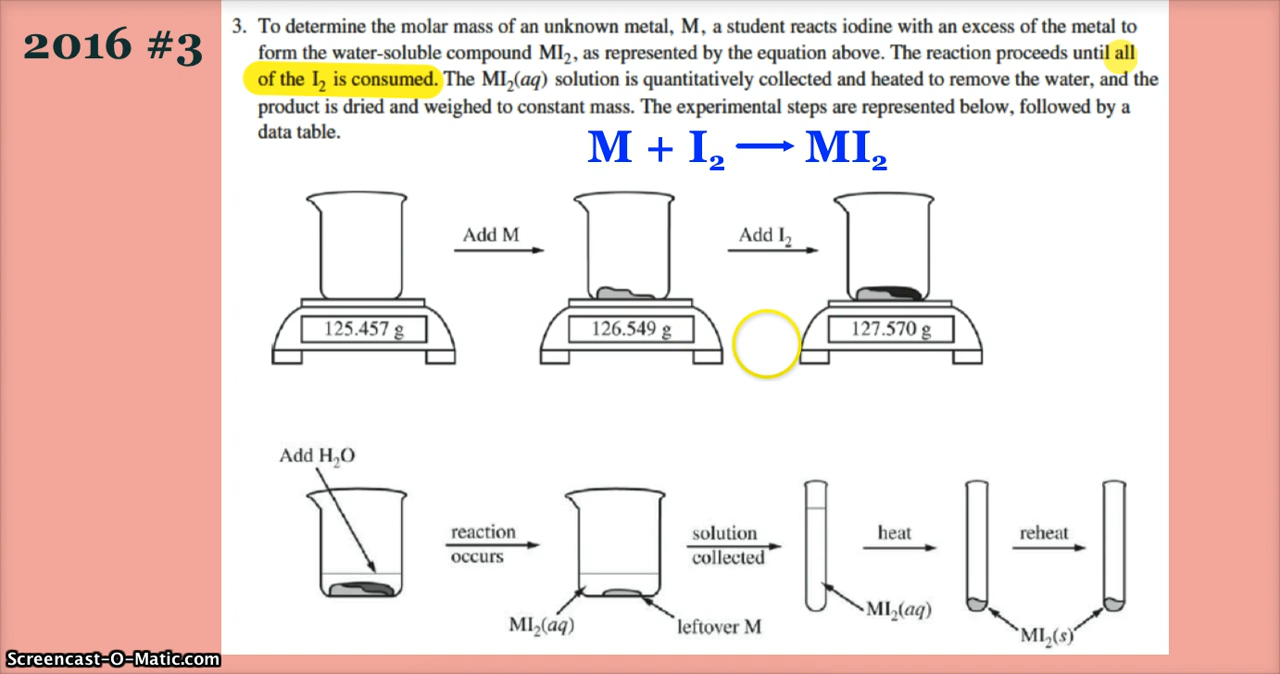 2016 #3
3. To determine the molar mass of an unknown metal, M, a student reacts iodine with an excess of the metal to
form the water-soluble compound MI₂, as represented by the equation above. The reaction proceeds until all
of the I₂ is consumed. The MI₂(aq) solution is quantitatively collected and heated to remove the water, and the
product is dried and weighed to constant mass. The experimental steps are represented below, followed by a
data table.
M + I₂ → MI₂
Add M
Add I₂
125.457 g
126.549 g
127.570 g
Add H₂O
reaction
occurs
solution
collected
heat
reheat
MI₂(aq)
leftover M
MI₂(aq)
MI₂(s)
Screencast-O-Matic.com